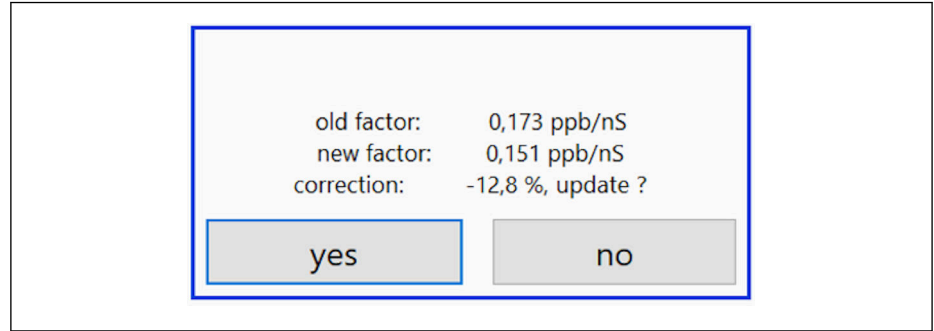 old factor: 0,173 ppb/nS
new factor: 0,151 ppb/nS
correction: -12,8 %, update ?
yes no